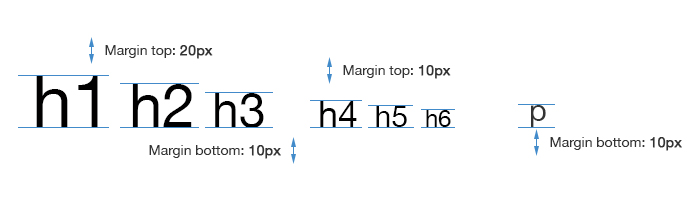 Margin top: 20px
Margin top: 10px
h1 h2 h3 h4 h5 h6 p
Margin bottom: 10px
Margin bottom: 10px